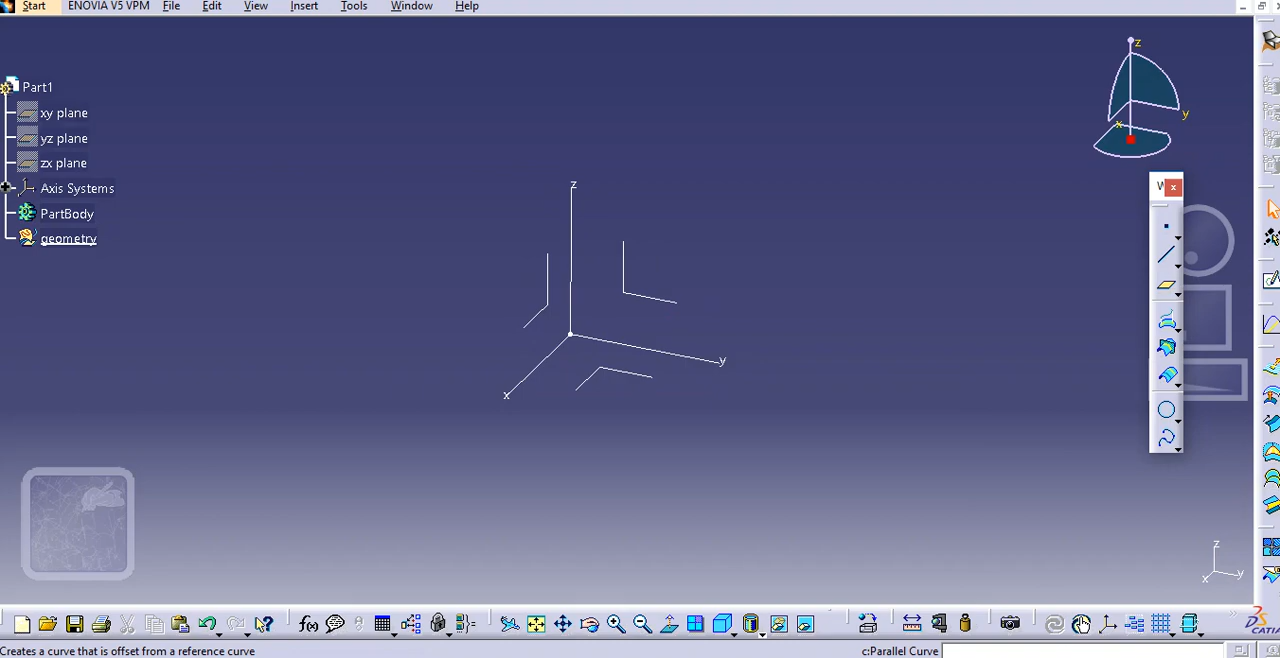 Start ENOVIA V5 VPM File Edit View Insert Tools Window Help
z
y
x
Part1
xy plane
yz plane
zx plane
Axis Systems
PartBody
geometry
z
y
x
z
y
x
f(x)
CATIA
Creates a curve that is offset from a reference curve c:Parallel Curve